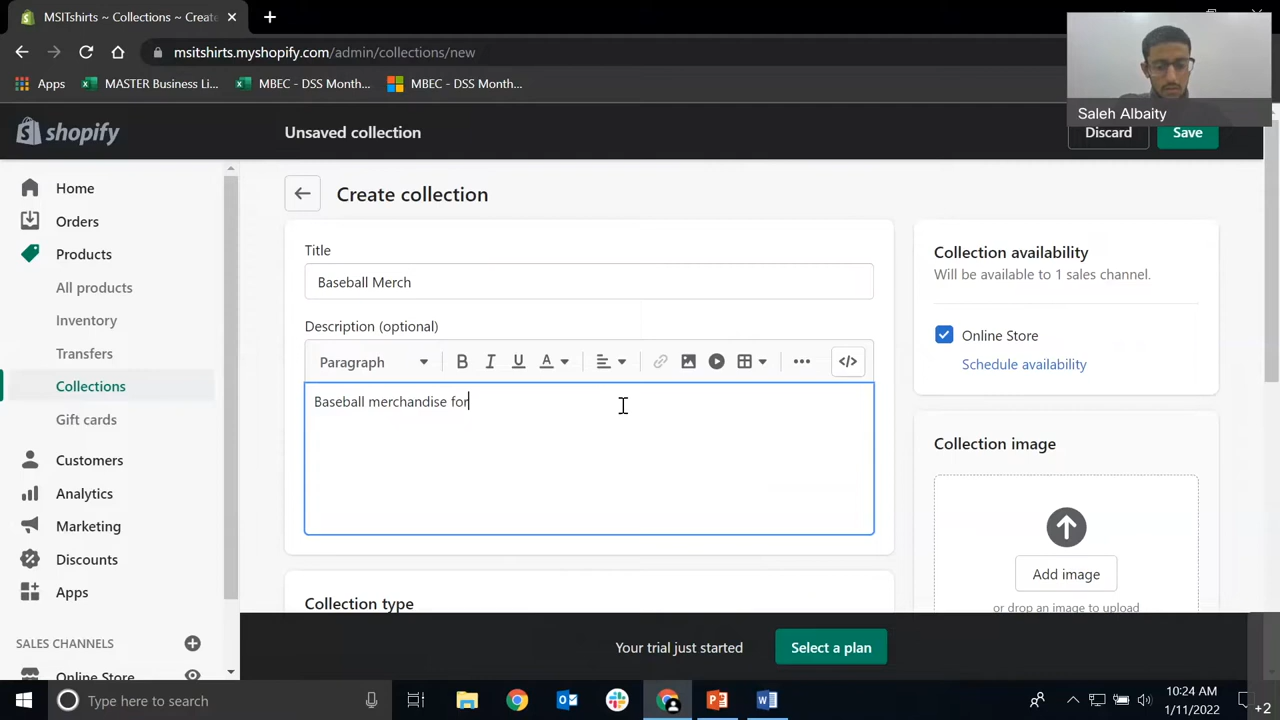 MSITshirts ~ Collections ~ Create
msitshirts.myshopify.com/admin/collections/new
Apps
MASTER Business Li...
MBEC - DSS Month...
MBEC - DSS Month...
Saleh Albaity
shopify
Unsaved collection
Discard
Save
Home
Orders
Products
All products
Inventory
Transfers
Collections
Gift cards
Customers
Analytics
Marketing
Discounts
Apps
SALES CHANNELS
Online Store
Create collection
Title
Baseball Merch
Description (optional)
Paragraph
B I U A
</>
Baseball merchandise for
Collection type
Collection availability
Will be available to 1 sales channel.
Online Store
Schedule availability
Collection image
Add image
or drop an image to upload
Your trial just started
Select a plan
Type here to search
10:24 AM
1/11/2022
+2